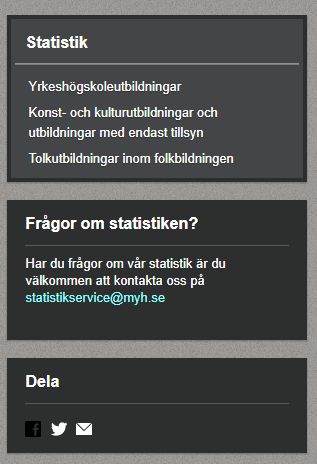 Statistik
Yrkeshögskoleutbildningar
Konst- och kulturutbildningar och
utbildningar med endast tillsyn
Tolkutbildningar inom folkbildningen
Frågor om statistiken?
Har du frågor om vår statistik är du
välkommen att kontakta oss på
statistikservice@myh.se
Dela